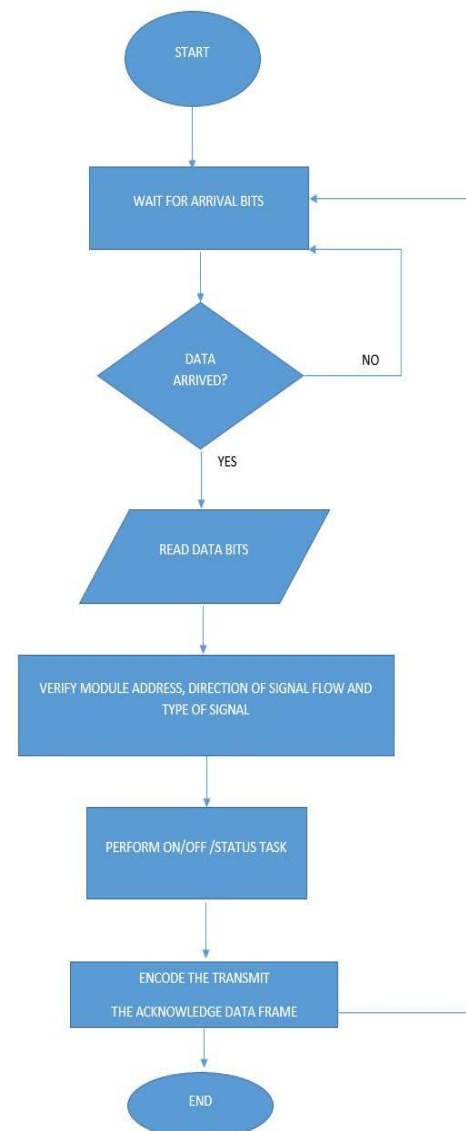 START
WAIT FOR ARRIVAL BITS
DATA
ARRIVED?
NO
YES
READ DATA BITS
VERIFY MODULE ADDRESS, DIRECTION OF SIGNAL FLOW AND
TYPE OF SIGNAL
PERFORM ON/OFF /STATUS TASK
ENCODE THE TRANSMIT
THE ACKNOWLEDGE DATA FRAME
END